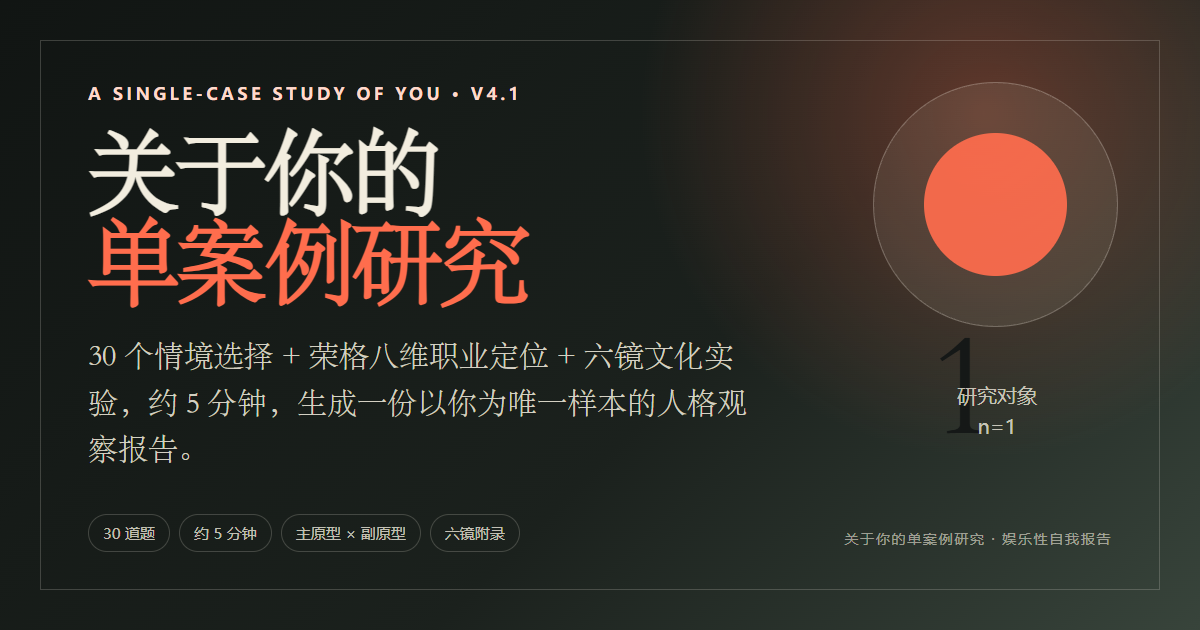 A SINGLE-CASE STUDY OF YOU • V4.1
关于你的
单案例研究
30 个情境选择 + 荣格八维职业定位 + 六镜文化实
验，约 5 分钟，生成一份以你为唯一样本的人格观
察报告。
30 道题
约 5 分钟
主原型 × 副原型
六镜附录
1
研究对象
n=1
关于你的单案例研究 · 娱乐性自我报告